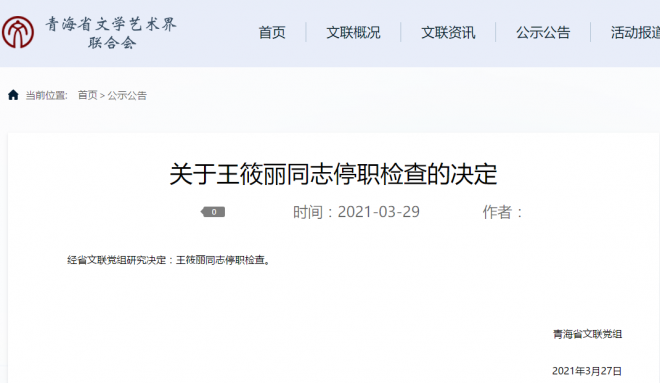 青海省文学艺术界
联合会
首页 文联概况 文联资讯 公示公告 活动报道
当前位置: 首页 > 公示公告
关于王筱丽同志停职检查的决定
0 时间：2021-03-29 作者：
经省文联党组研究决定：王筱丽同志停职检查。
青海省文联党组
2021年3月27日